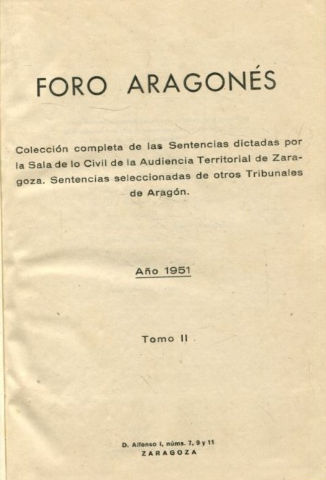 FORO ARAGONÉS
Colección completa de las Sentencias dictadas por
la Sala de lo Civil de la Audiencia Territorial de Zara-
goza. Sentencias seleccionadas de otros Tribunales
de Aragón.
Año 1951
Tomo II
D. Alfonso I, núms. 7, 9 y 11
ZARAGOZA